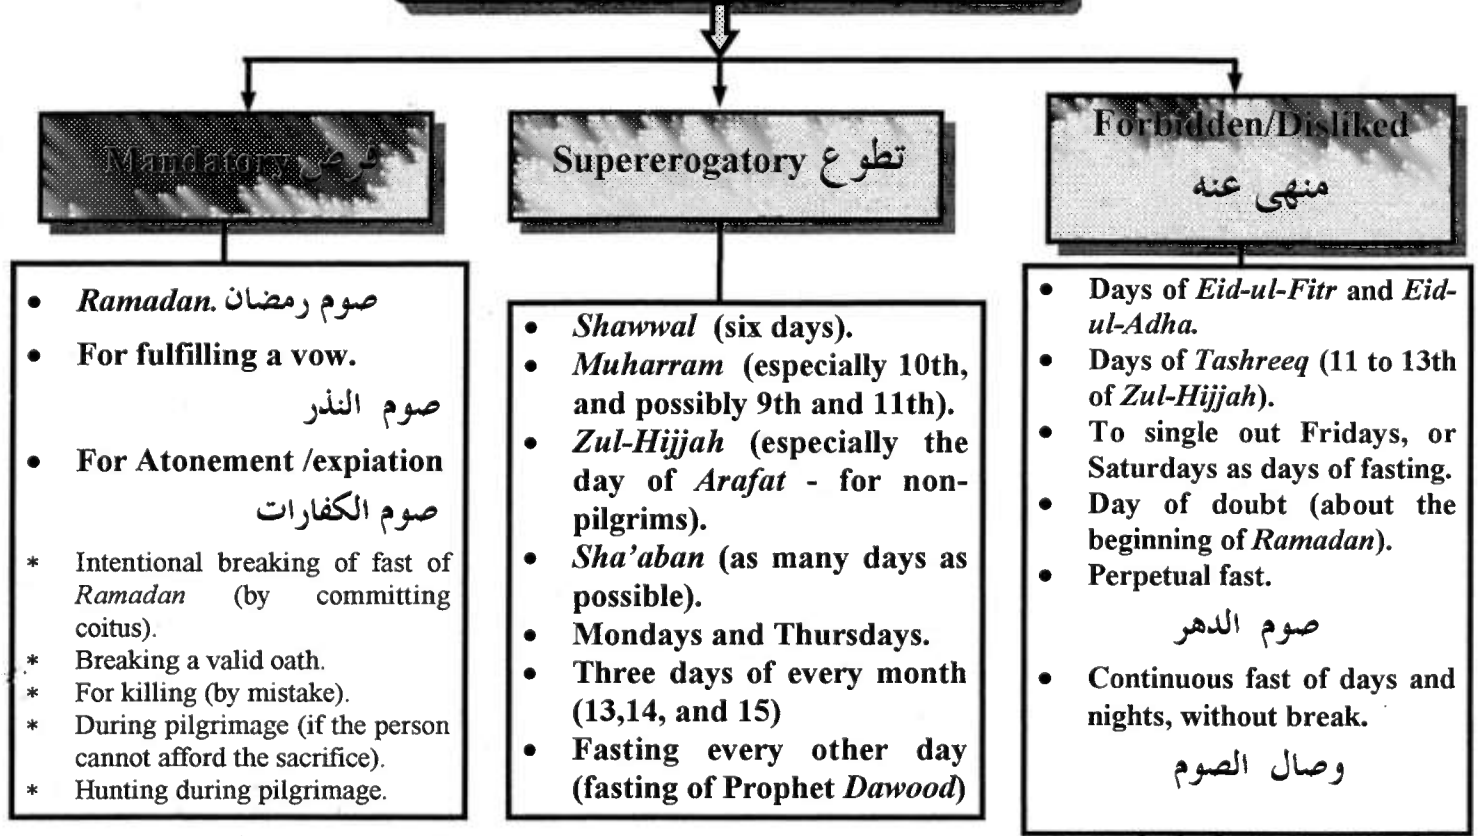 Mandatory فرض
• Ramadan. صوم رمضان
• For fulfilling a vow.
صوم النذر
• For Atonement /expiation
صوم الكفارات
* Intentional breaking of fast of
Ramadan (by committing
coitus).
* Breaking a valid oath.
* For killing (by mistake).
* During pilgrimage (if the person
cannot afford the sacrifice).
* Hunting during pilgrimage.
Supererogatory تطوع
• Shawwal (six days).
• Muharram (especially 10th,
and possibly 9th and 11th).
• Zul-Hijjah (especially the
day of Arafat - for non-
pilgrims).
• Sha'aban (as many days as
possible).
• Mondays and Thursdays.
• Three days of every month
(13,14, and 15)
• Fasting every other day
(fasting of Prophet Dawood)
Forbidden/Disliked
منهى عنه
• Days of Eid-ul-Fitr and Eid-
ul-Adha.
• Days of Tashreeq (11 to 13th
of Zul-Hijjah).
• To single out Fridays, or
Saturdays as days of fasting.
• Day of doubt (about the
beginning of Ramadan).
• Perpetual fast.
صوم الدهر
• Continuous fast of days and
nights, without break.
وصال الصوم